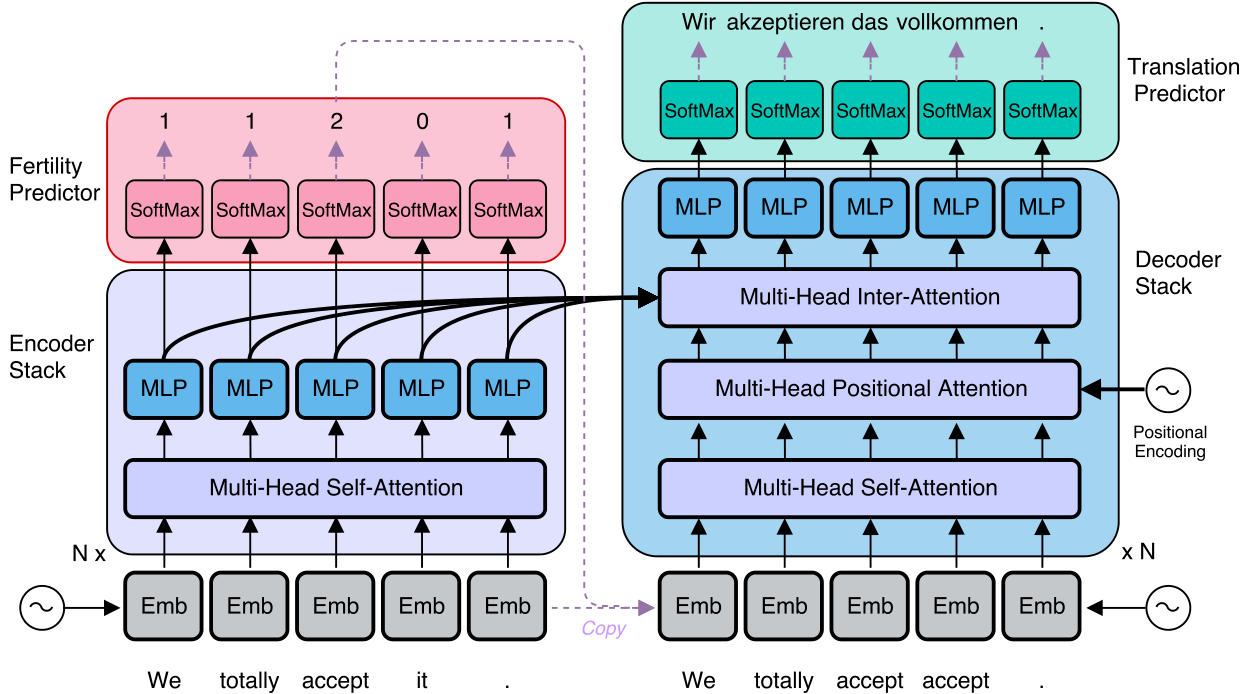 Wir akzeptieren das vollkommen .
SoftMax SoftMax SoftMax SoftMax SoftMax
Translation
Predictor
1 1 2 0 1
Fertility
Predictor
SoftMax SoftMax SoftMax SoftMax SoftMax
MLP MLP MLP MLP MLP
Decoder
Stack
Multi-Head Inter-Attention
Encoder
Stack
MLP MLP MLP MLP MLP
Multi-Head Positional Attention
Positional
Encoding
Multi-Head Self-Attention
Multi-Head Self-Attention
N x
x N
Emb Emb Emb Emb Emb
Copy
Emb Emb Emb Emb Emb
We totally accept it .
We totally accept accept .